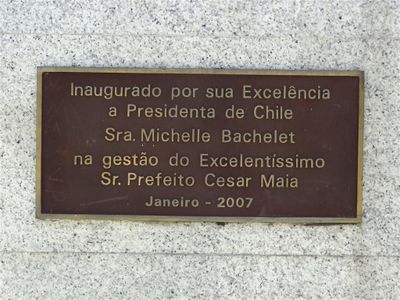 Inaugurado por sua Excelência
a Presidenta de Chile
Sra. Michelle Bachelet
na gestão do Excelentíssimo
Sr. Prefeito Cesar Maia
Janeiro - 2007